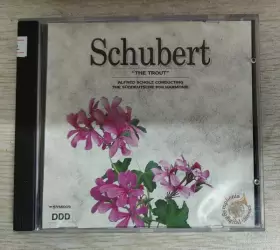 Schubert
"THE TROUT"
ALFRED SCHOLZ CONDUCTING
THE SÜDDEUTSCHE PHILHARMONIE
DDD